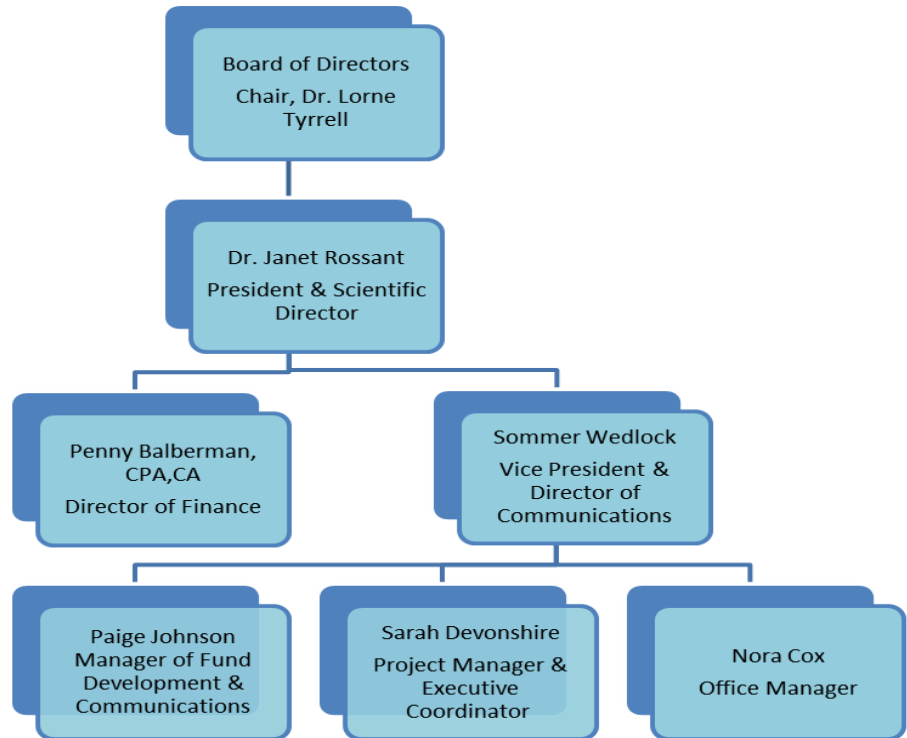 Board of Directors
Chair, Dr. Lorne
Tyrrell
Dr. Janet Rossant
President & Scientific
Director
Penny Balberman,
CPA,CA
Director of Finance
Sommer Wedlock
Vice President &
Director of
Communications
Paige Johnson
Manager of Fund
Development &
Communications
Sarah Devonshire
Project Manager &
Executive
Coordinator
Nora Cox
Office Manager